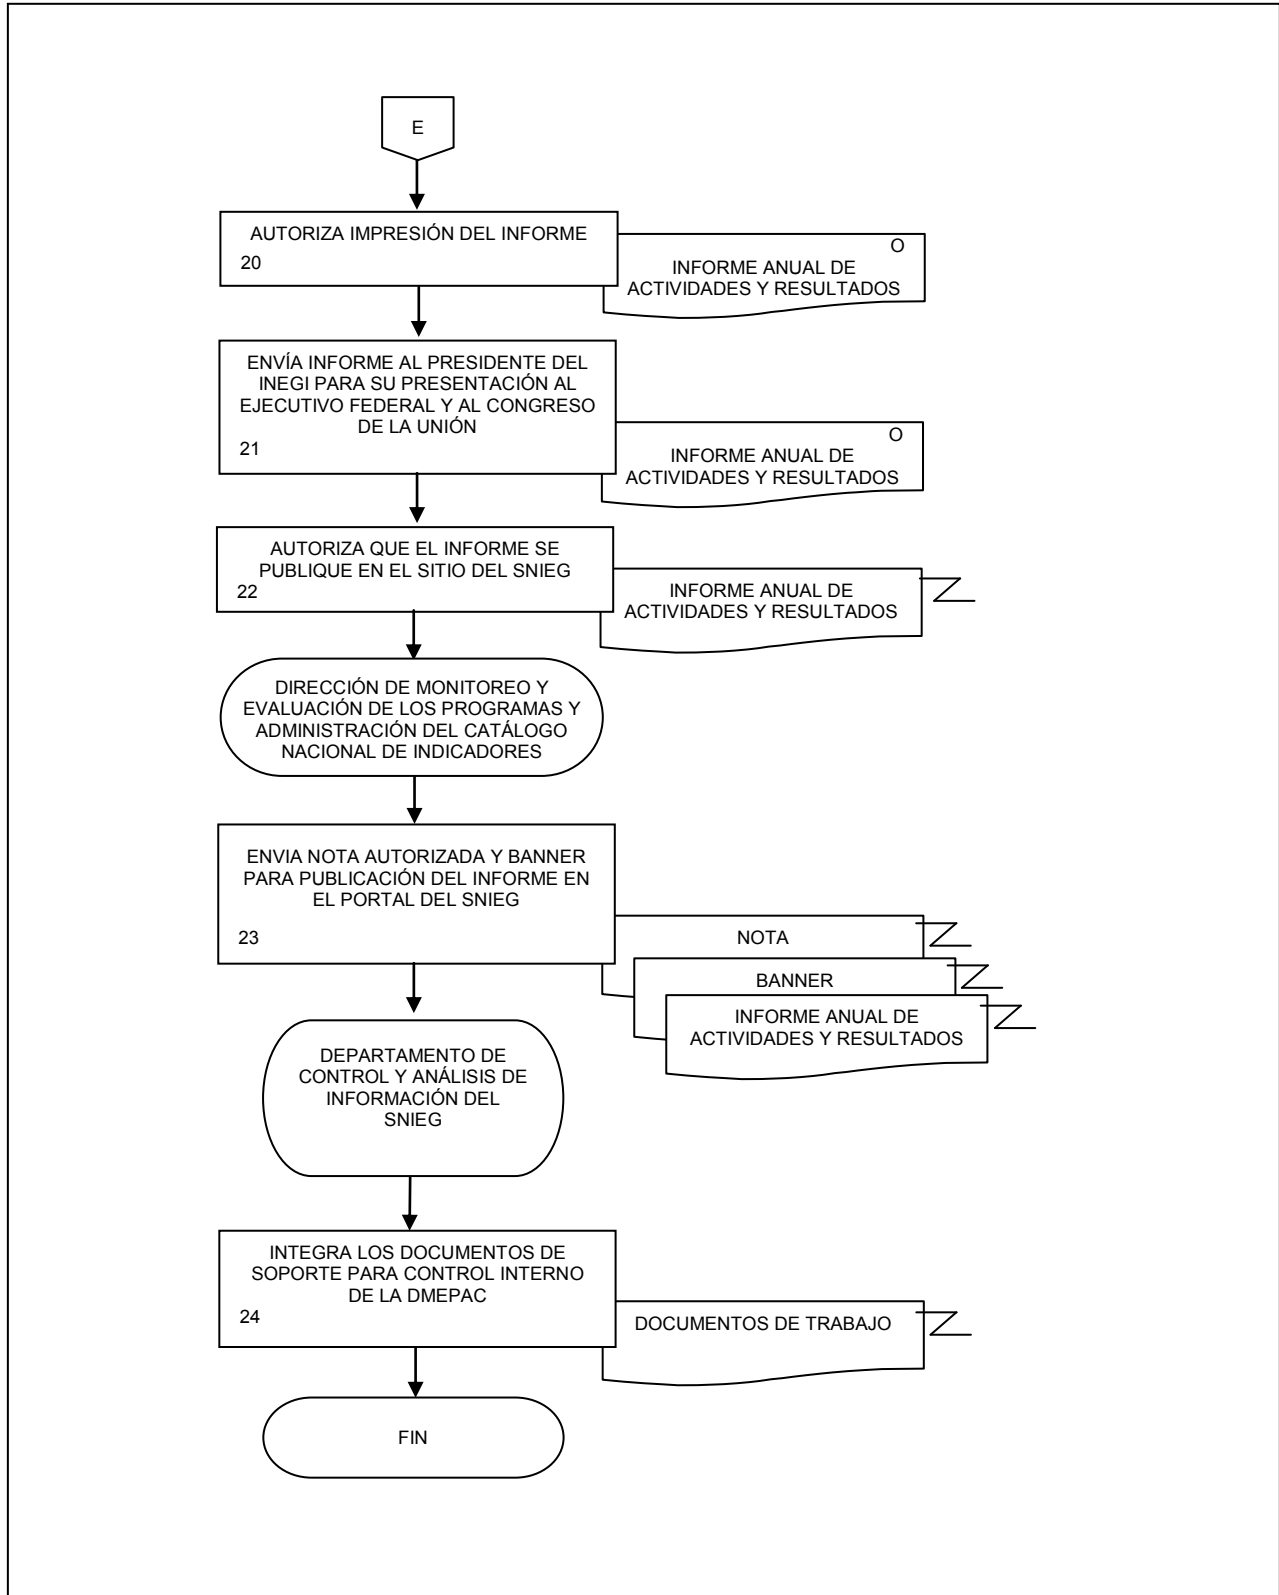 E
AUTORIZA IMPRESIÓN DEL INFORME
20
O
INFORME ANUAL DE
ACTIVIDADES Y RESULTADOS
ENVÍA INFORME AL PRESIDENTE DEL
INEGI PARA SU PRESENTACIÓN AL
EJECUTIVO FEDERAL Y AL CONGRESO
DE LA UNIÓN
21
O
INFORME ANUAL DE
ACTIVIDADES Y RESULTADOS
AUTORIZA QUE EL INFORME SE
PUBLIQUE EN EL SITIO DEL SNIEG
22
INFORME ANUAL DE
ACTIVIDADES Y RESULTADOS
DIRECCIÓN DE MONITOREO Y
EVALUACIÓN DE LOS PROGRAMAS Y
ADMINISTRACIÓN DEL CATÁLOGO
NACIONAL DE INDICADORES
ENVIA NOTA AUTORIZADA Y BANNER
PARA PUBLICACIÓN DEL INFORME EN
EL PORTAL DEL SNIEG
23
NOTA
BANNER
INFORME ANUAL DE
ACTIVIDADES Y RESULTADOS
DEPARTAMENTO DE
CONTROL Y ANÁLISIS DE
INFORMACIÓN DEL
SNIEG
INTEGRA LOS DOCUMENTOS DE
SOPORTE PARA CONTROL INTERNO
DE LA DMEPAC
24
DOCUMENTOS DE TRABAJO
FIN